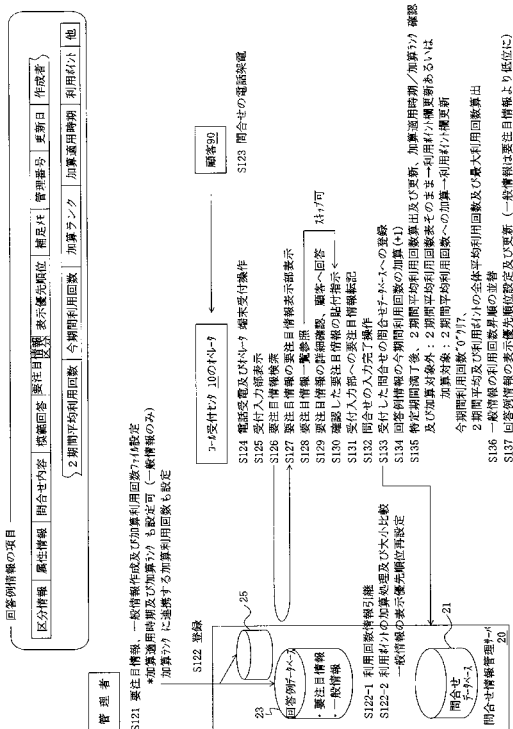 回答例情報の項目
区分情報 属性情報 問合せ内容 模範回答 要注目情報区分 表示優先順位 補足メモ 管理番号 更新日 作成者
2期間平均利用回数 今期間利用回数 加算ランク 加算適用時期 利用ポイント 他
管理者
S121 要注目情報、一般情報作成及び加算利用回数ファイル設定
*加算適用時期及び加算ランクも設定可(一般情報のみ)
加算ランクに連携する加算利用回数も設定
S122 登録
25
23
回答例データベース
・要注目情報
・一般情報
S122-1 利用回数情報引継
S122-2 利用ポイントの加算処理及び大小比較
一般情報の表示優先順位再設定
21
問合せ
データベース
問合せ情報管理サーバ
20
コール受付センタ 10のオペレータ
顧客90
S123 問合せの電話架電
S124 電話受電及びオペレータ 端末受付操作
S125 受付入力部表示
S126 要注目情報検索
S127 要注目情報の要注目情報表示部表示
S128 要注目情報一覧参照
S129 要注目情報の詳細確認、顧客へ回答
スキップ可
S130 確認した要注目情報の貼付指示
S131 受付入力部への要注目情報転記
S132 問合せの入力完了操作
S133 受付した問合せの問合せデータベースへの登録
S134 回答例情報の今期間利用回数の加算(+1)
S135 特定期間満了後、2期間平均利用回数算出及び更新、加算適用時期/加算ランク 確認
及び加算対象外:2期間平均利用回数表そのまま→利用ポイント欄更新あるいは
加算対象:2期間平均利用回数への加算→利用ポイント欄更新
今期間利用回数でクリア、
2期間平均及び利用ポイントの全体平均利用回数及び最大利用回数算出
S136 一般情報の利用回数昇順の並替
S137 回答例情報の表示優先順位設定及び更新(一般情報は要注目情報より低位に)